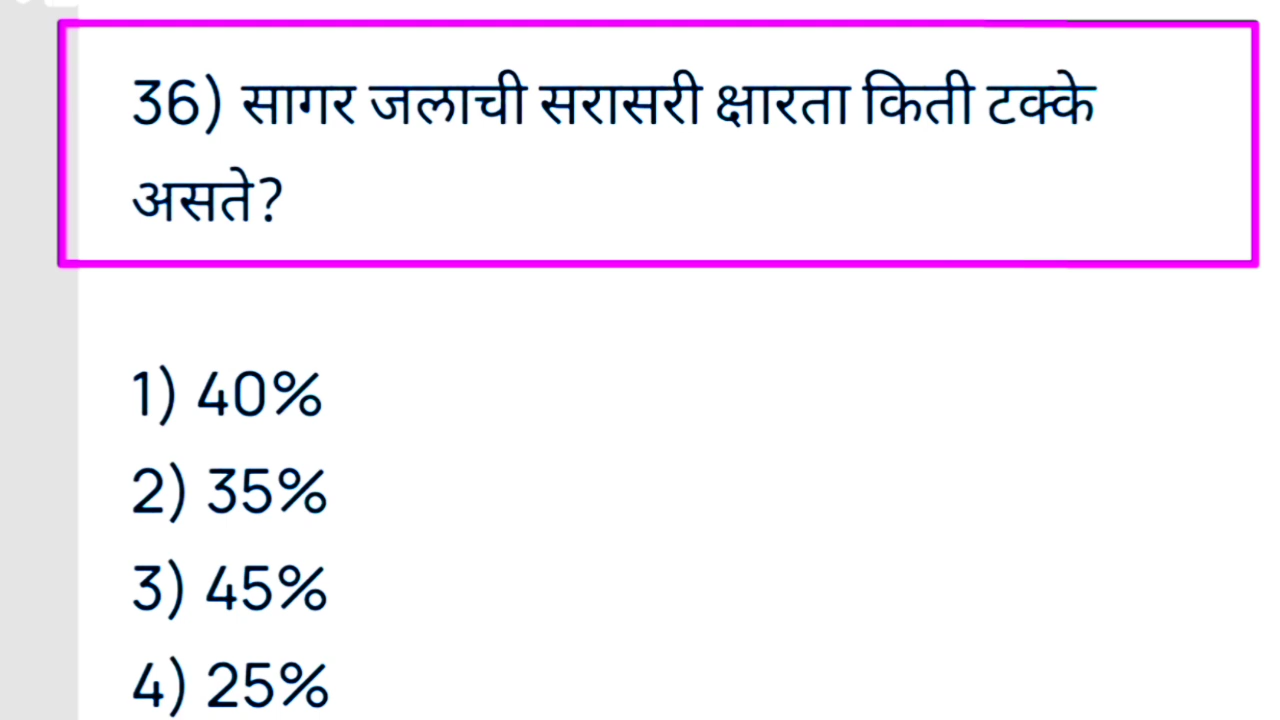 36) सागर जलाची सरासरी क्षारता किती टक्के
असते?
1) 40%
2) 35%
3) 45%
4) 25%